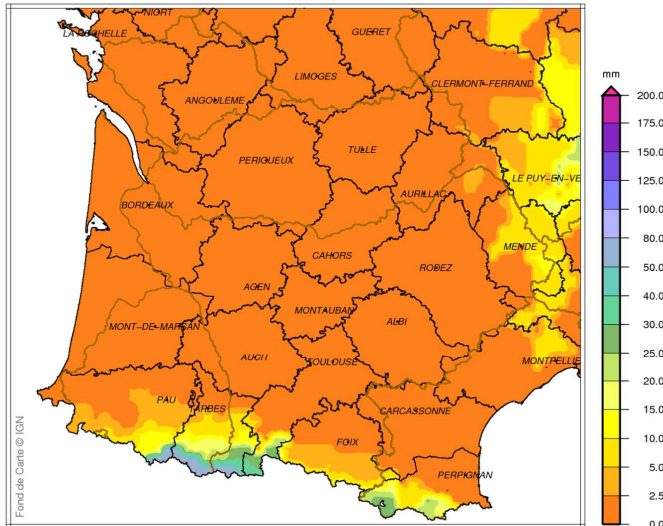 NIORT
LA ROCHELLE
GUERET
LIMOGES
CLERMONT-FERRAND
ANGOULEME
PERIGUEUX
TULLE
LE PUY-EN-VE
AURILLAC
BORDEAUX
MENDE
CAHORS
RODEZ
AGEN
MONTAUBAN
ALBI
MONT-DE-MARSAN
AUCH
TOULOUSE
MONTPELLIE
PAU
TARBES
CARCASSONNE
FOIX
PERPIGNAN
Fond de Carte © IGN
mm
200.0
175.0
150.0
125.0
100.0
80.0
50.0
40.0
30.0
25.0
20.0
15.0
10.0
5.0
2.5
0.0